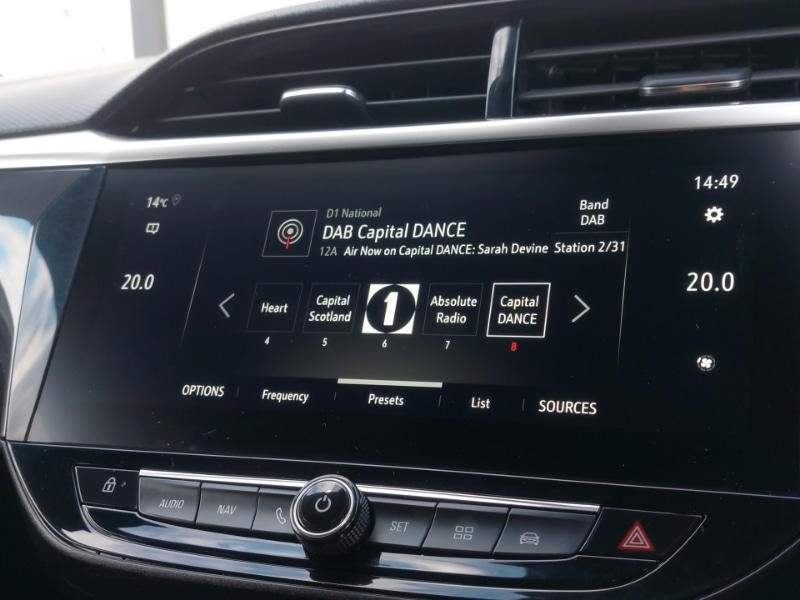 14°C
14:49
D1 National
DAB Capital DANCE
12A Air Now on Capital DANCE: Sarah Devine
Band
DAB
Station 2/31
20.0
20.0
Heart
4
Capital
Scotland
5
1
6
Absolute
Radio
7
Capital
DANCE
8
OPTIONS
Frequency
Presets
List
SOURCES
AUDIO
NAV
SET